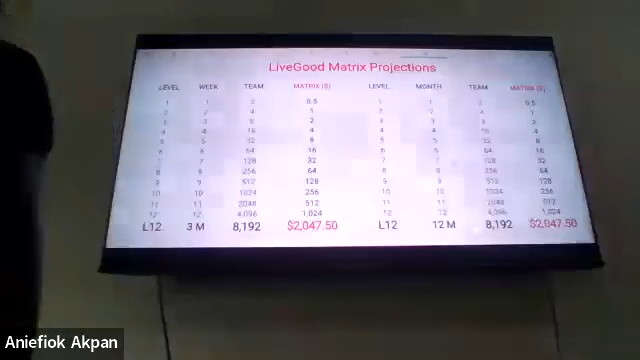 LiveGood Matrix Projections
LEVEL WEEK TEAM MATRIX ($) LEVEL MONTH TEAM MATRIX ($)
1 1 2 0.5 1 1 2 0.5
2 2 4 1 2 2 4 1
3 3 8 2 3 3 8 2
4 4 16 4 4 4 16 4
5 5 32 8 5 5 32 8
6 6 64 16 6 6 64 16
7 7 128 32 7 7 128 32
8 8 256 64 8 8 256 64
9 9 512 128 9 9 512 128
10 10 1024 256 10 10 1024 256
11 11 2048 512 11 11 2048 512
12 12 4,096 1,024 12 12 4,096 1,024
L12 3 M 8,192 $2,047.50 L12 12 M 8,192 $2,047.50
Aniefiok Akpan